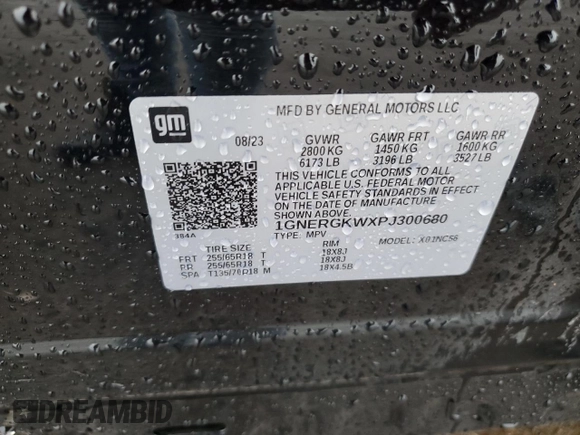 gm
MFD BY GENERAL MOTORS LLC
08/23 GVWR GAWR FRT GAWR RR
2800 KG 1450 KG 1600 KG
6173 LB 3196 LB 3527 LB
THIS VEHICLE CONFORMS TO ALL
APPLICABLE U.S. FEDERAL MOTOR
VEHICLE SAFETY STANDARDS IN EFFECT
ON THE DATE OF MANUFACTURE
SHOWN ABOVE.
1GNERGKWXPJ300680
TYPE: MPV MODEL: X01NC56
384A
TIRE SIZE RIM
FRT 255/65R18 T 18X8J
RR 255/65R18 T 18X8J
SPA T135/70R18 M 18X4.5B
DREAMBID